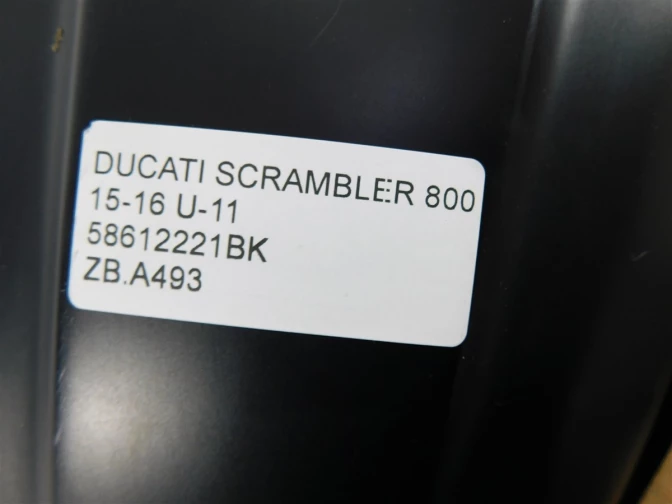 DUCATI SCRAMBLER 800
15-16 U-11
58612221BK
ZB.A493